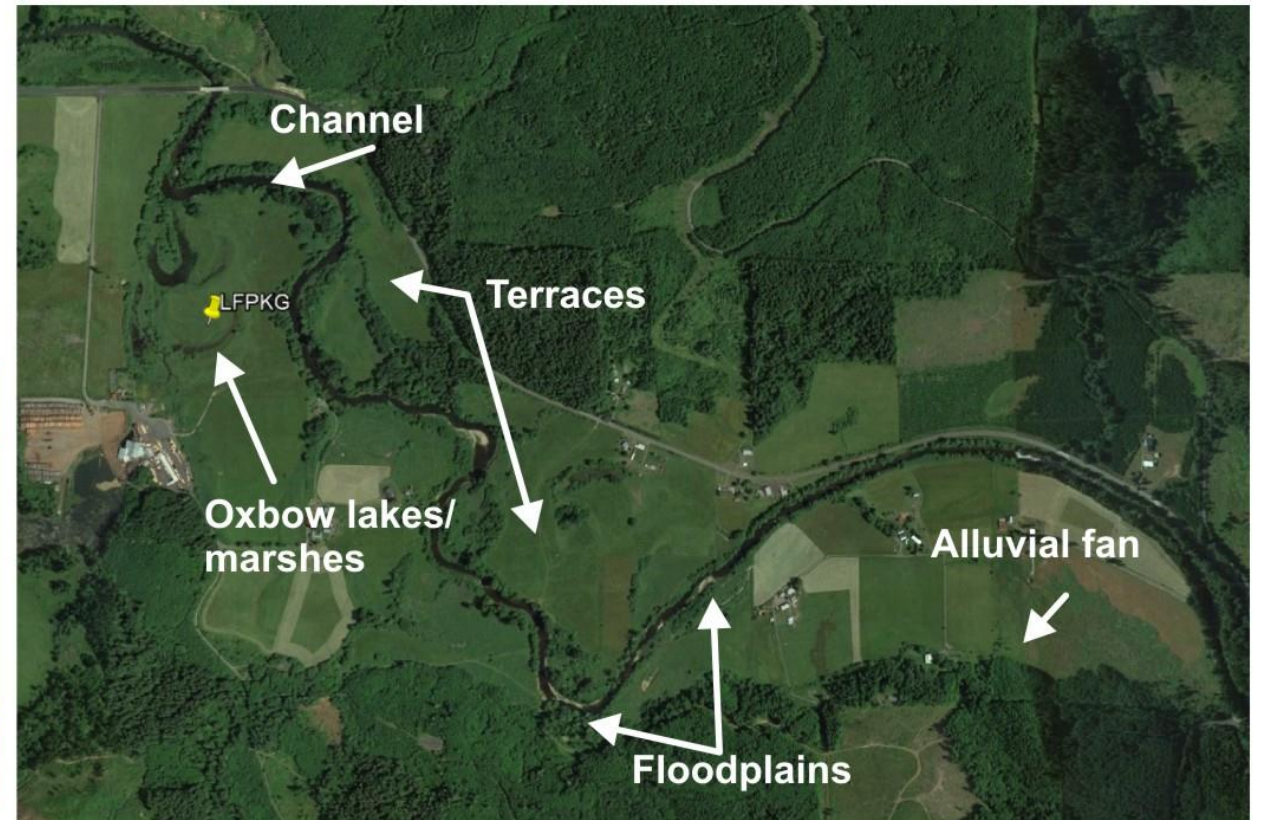 Channel
Terraces
LFPKG
Oxbow lakes/
marshes
Alluvial fan
Floodplains